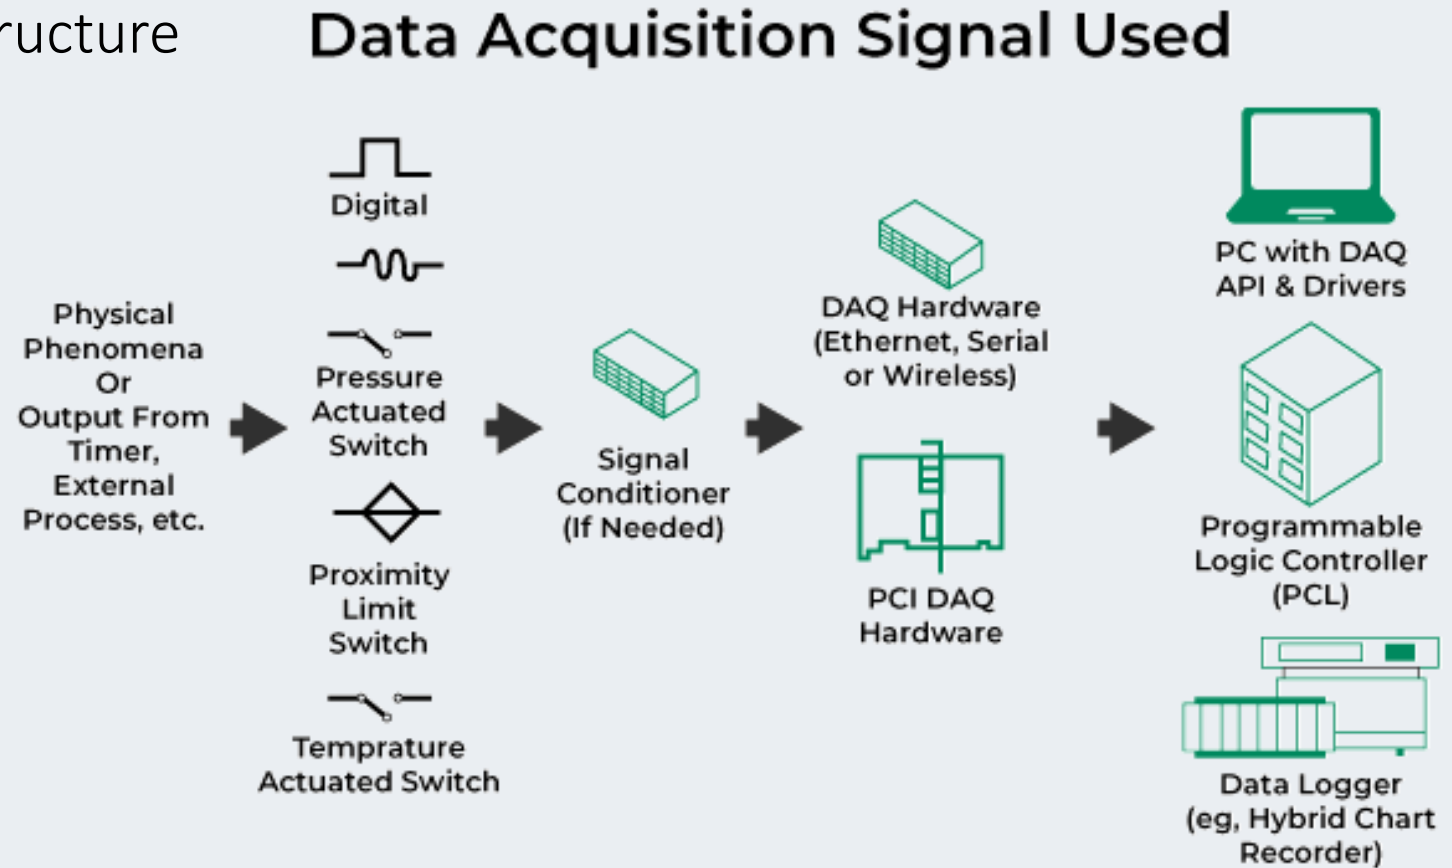 ructure
Data Acquisition Signal Used
Physical
Phenomena
Or
Output From
Timer,
External
Process, etc.
Digital
Pressure
Actuated
Switch
Proximity
Limit
Switch
Temprature
Actuated Switch
Signal
Conditioner
(If Needed)
DAQ Hardware
(Ethernet, Serial
or Wireless)
PCI DAQ
Hardware
PC with DAQ
API & Drivers
Programmable
Logic Controller
(PCL)
Data Logger
(eg, Hybrid Chart
Recorder)